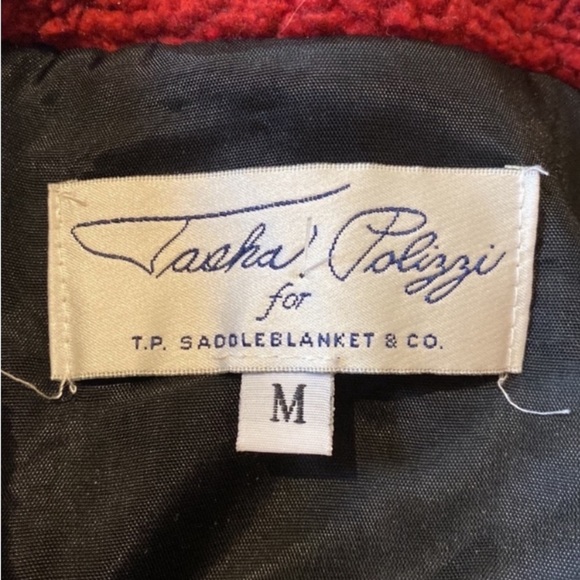 Tasha! Polizzi
for
T.P. SADDLEBLANKET & CO.
M